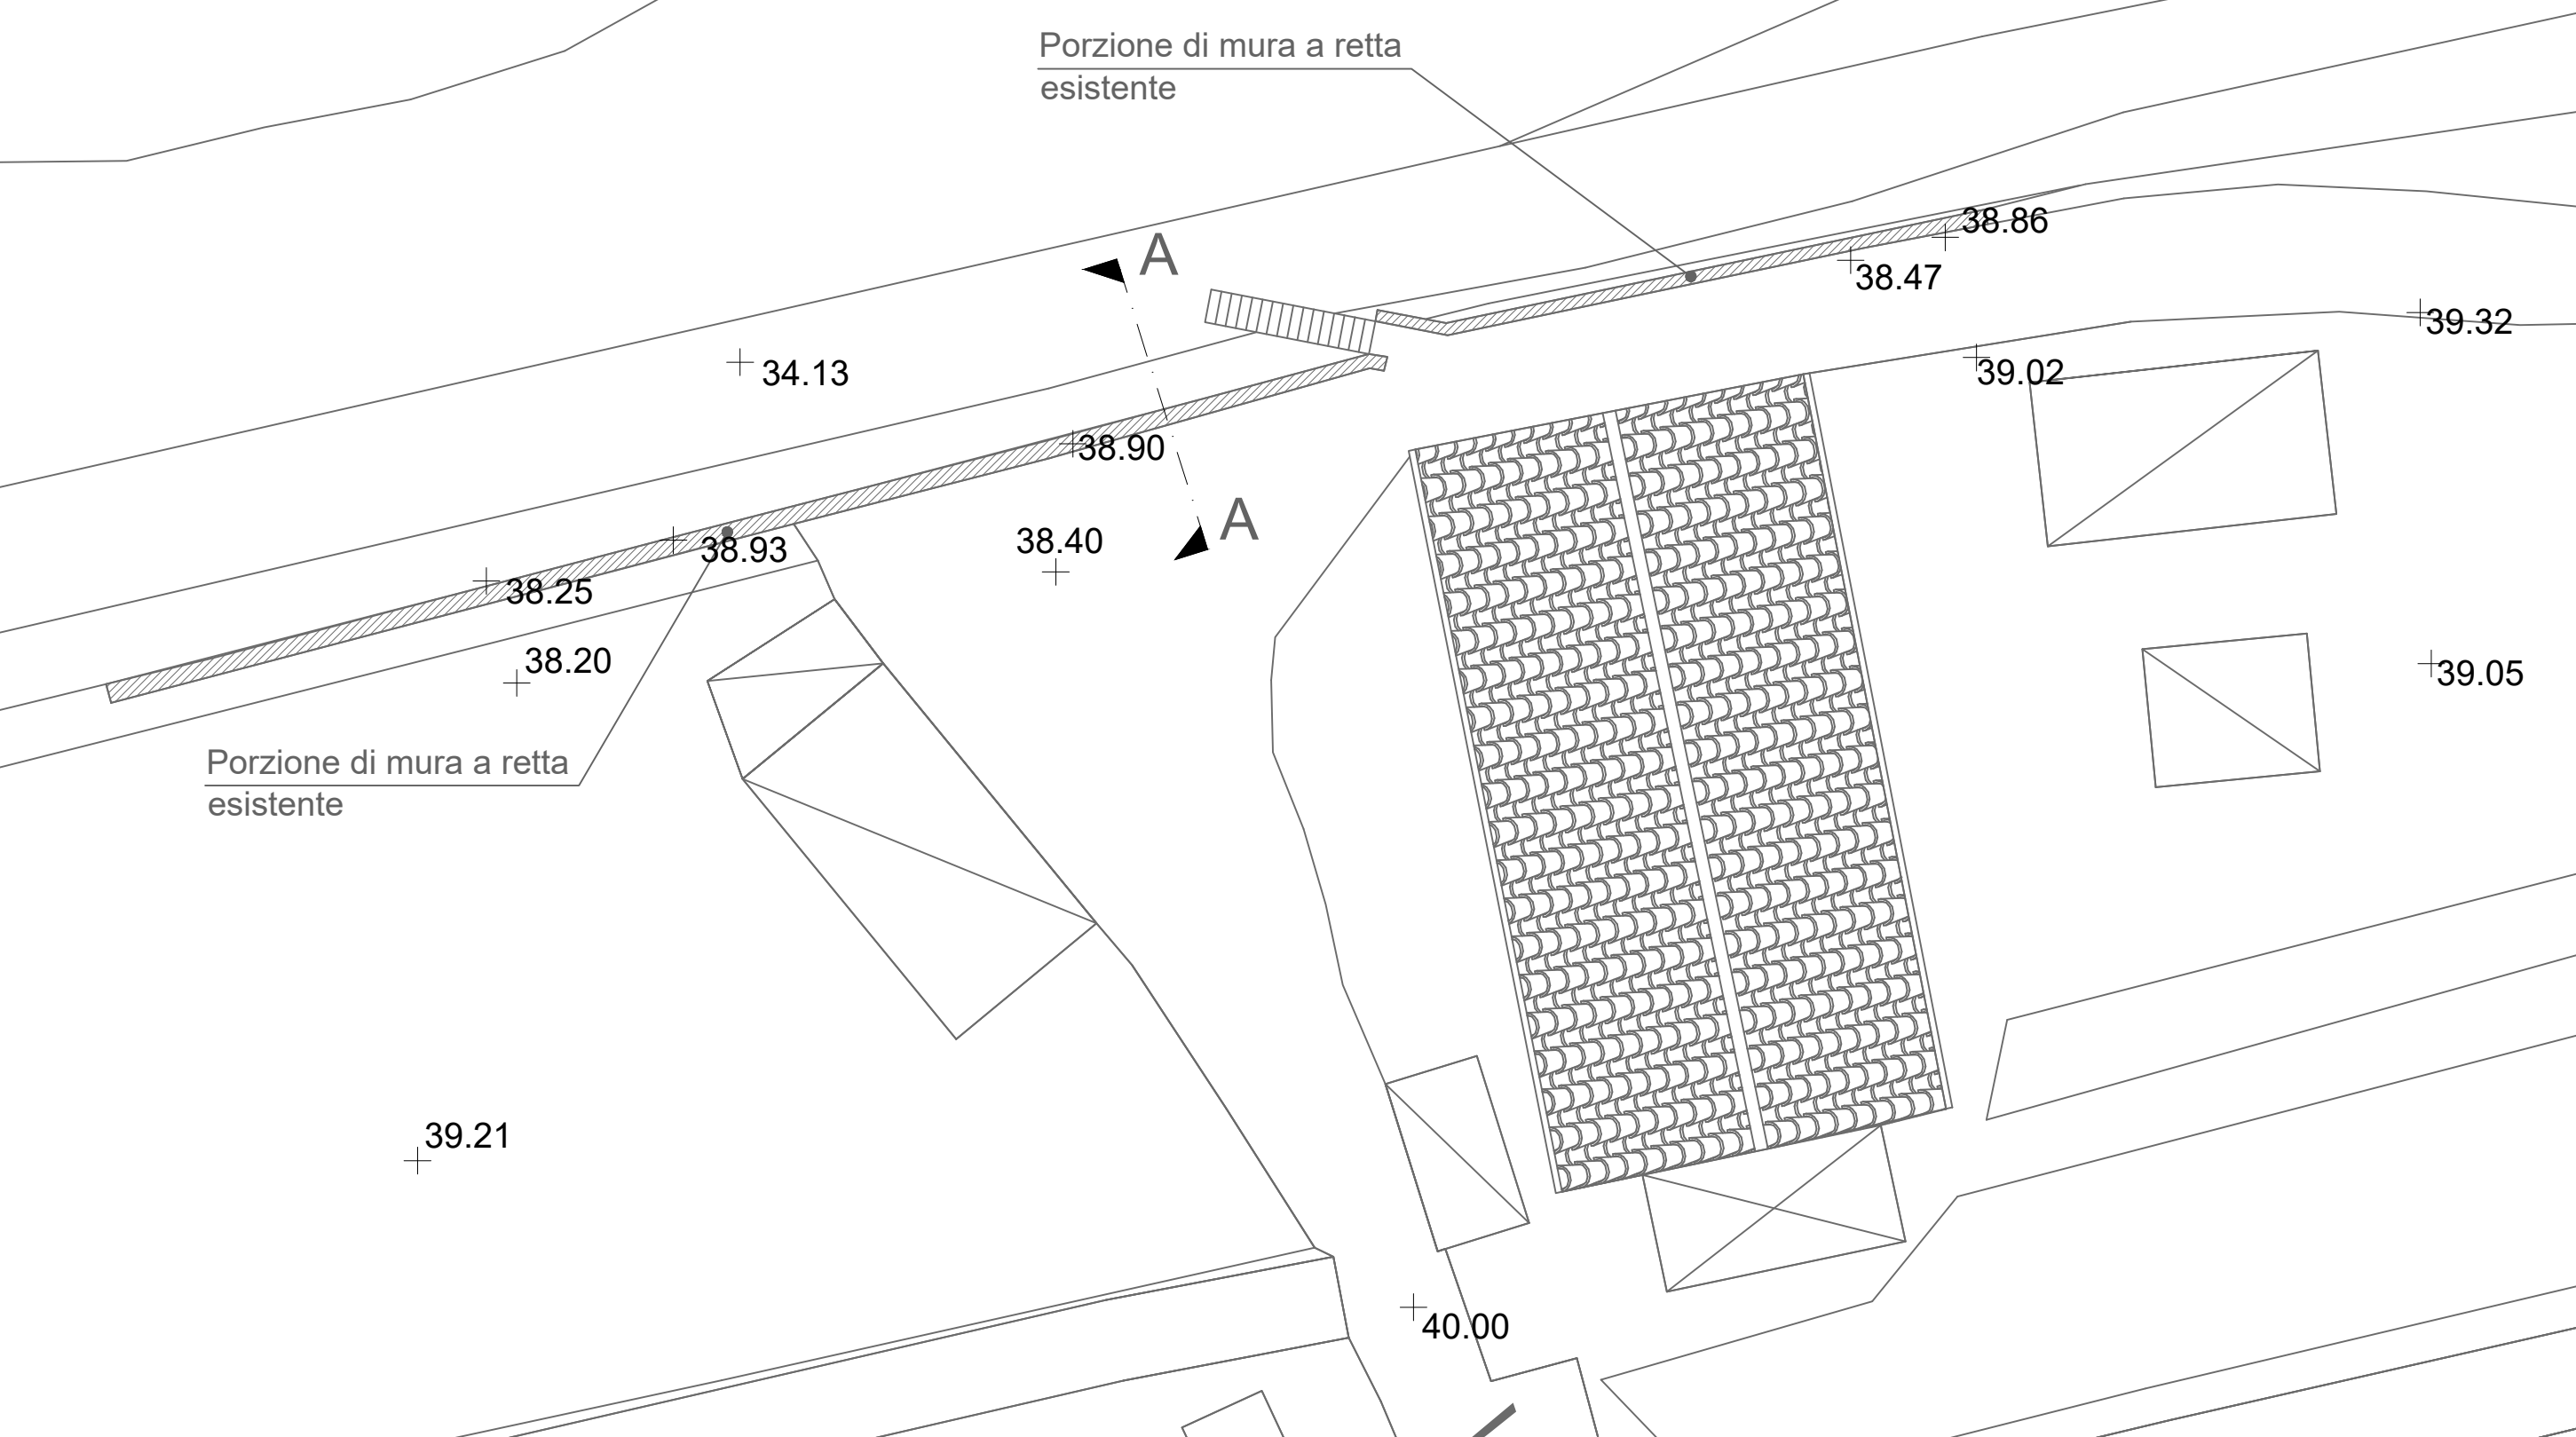 Porzione di mura a retta
esistente
A
38.86
38.47
39.32
39.02
34.13
38.90
A
38.40
38.93
38.25
38.20
39.05
Porzione di mura a retta
esistente
39.21
40.00